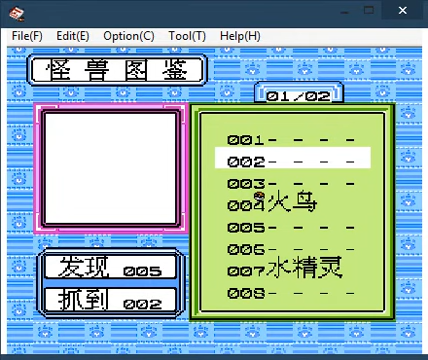 File(F) Edit(E) Option(C) Tool(T) Help(H)
怪兽图鉴
01/02
001- - - -
002- - - -
003- - - -
004火鸟
005- - - -
006- - - -
007水精灵
008- - - -
发现 005
抓到 002